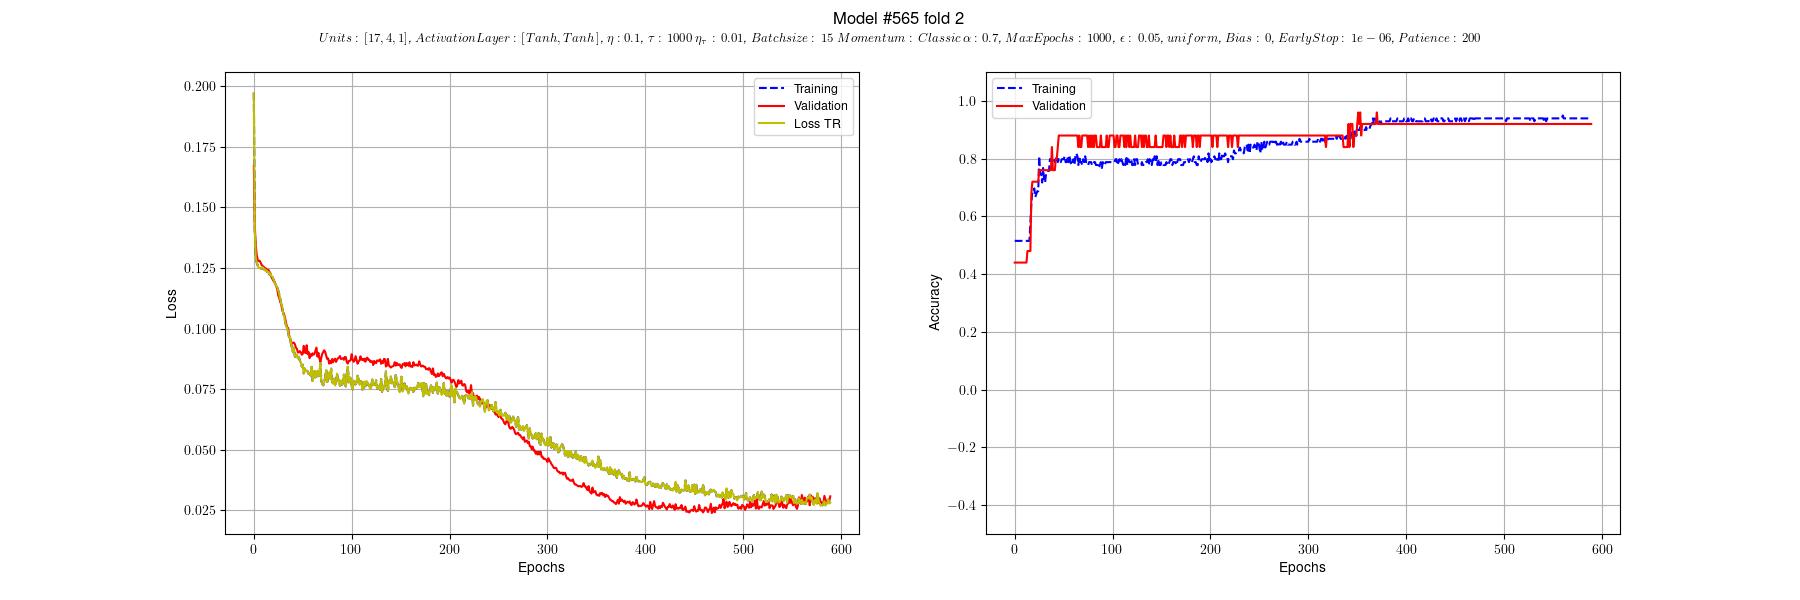 Model #565 fold 2
Units : [17, 4, 1], ActivationLayer : [Tanh, Tanh], η : 0.1, τ : 1000 ητ : 0.01, Batchsize : 15 Momentum : Classic α : 0.7, MaxEpochs : 1000, ϵ : 0.05, uniform, Bias : 0, EarlyStop : 1e − 06, Patience : 200
0.200
0.175
0.150
0.125
0.100
0.075
0.050
0.025
Loss
0 100 200 300 400 500 600
Epochs
Training
Validation
Loss TR
1.0
0.8
0.6
0.4
0.2
0.0
−0.2
−0.4
Accuracy
0 100 200 300 400 500 600
Epochs
Training
Validation